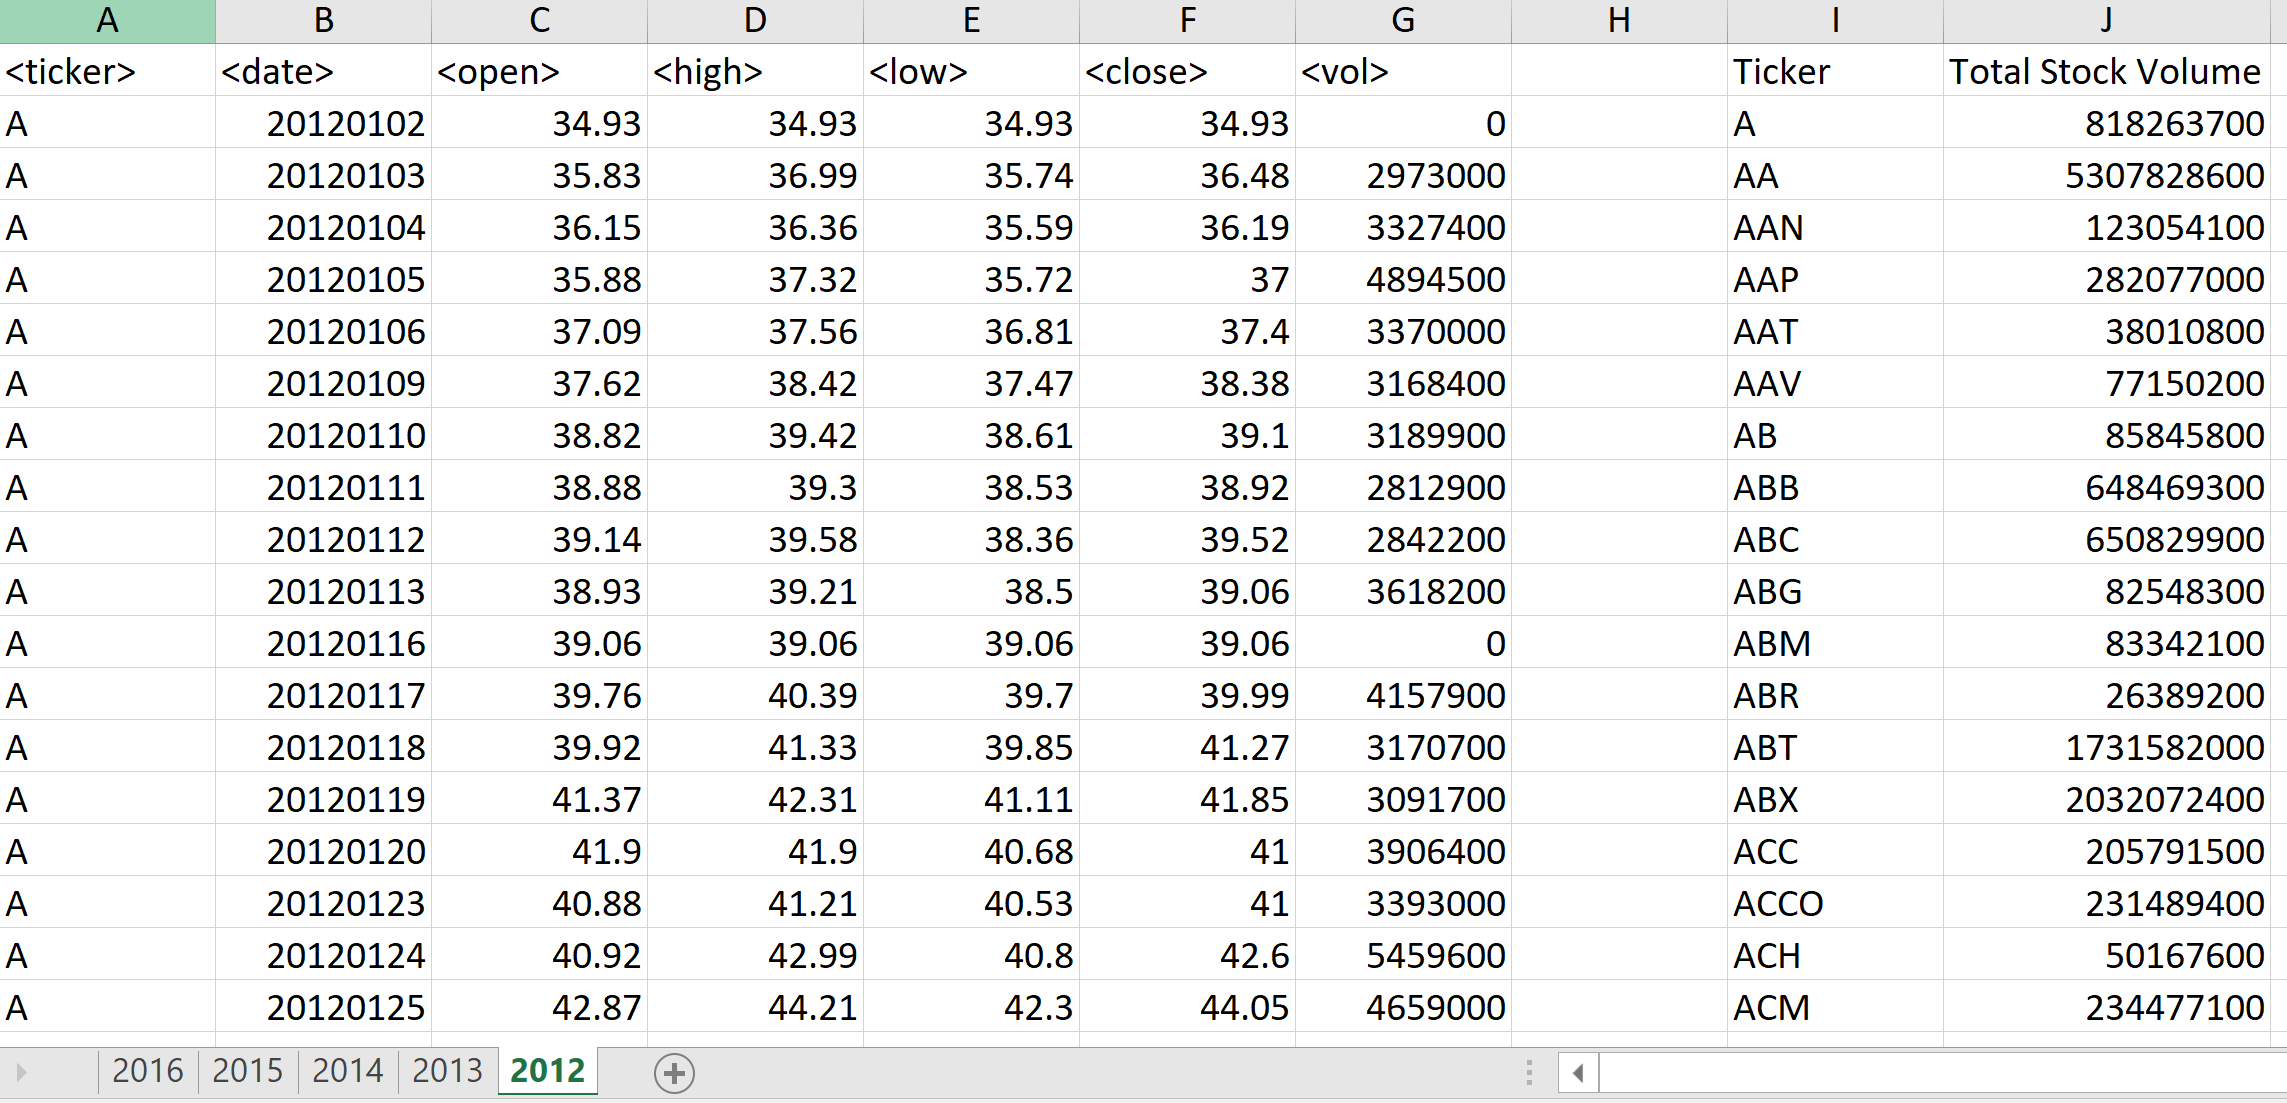 A B C D E F G H I J
<ticker> <date> <open> <high> <low> <close> <vol> Ticker Total Stock Volume
A 20120102 34.93 34.93 34.93 34.93 0 A 818263700
A 20120103 35.83 36.99 35.74 36.48 2973000 AA 5307828600
A 20120104 36.15 36.36 35.59 36.19 3327400 AAN 123054100
A 20120105 35.88 37.32 35.72 37 4894500 AAP 282077000
A 20120106 37.09 37.56 36.81 37.4 3370000 AAT 38010800
A 20120109 37.62 38.42 37.47 38.38 3168400 AAV 77150200
A 20120110 38.82 39.42 38.61 39.1 3189900 AB 85845800
A 20120111 38.88 39.3 38.53 38.92 2812900 ABB 648469300
A 20120112 39.14 39.58 38.36 39.52 2842200 ABC 650829900
A 20120113 38.93 39.21 38.5 39.06 3618200 ABG 82548300
A 20120116 39.06 39.06 39.06 39.06 0 ABM 83342100
A 20120117 39.76 40.39 39.7 39.99 4157900 ABR 26389200
A 20120118 39.92 41.33 39.85 41.27 3170700 ABT 1731582000
A 20120119 41.37 42.31 41.11 41.85 3091700 ABX 2032072400
A 20120120 41.9 41.9 40.68 41 3906400 ACC 205791500
A 20120123 40.88 41.21 40.53 41 3393000 ACCO 231489400
A 20120124 40.92 42.99 40.8 42.6 5459600 ACH 50167600
A 20120125 42.87 44.21 42.3 44.05 4659000 ACM 234477100
2016 2015 2014 2013 2012